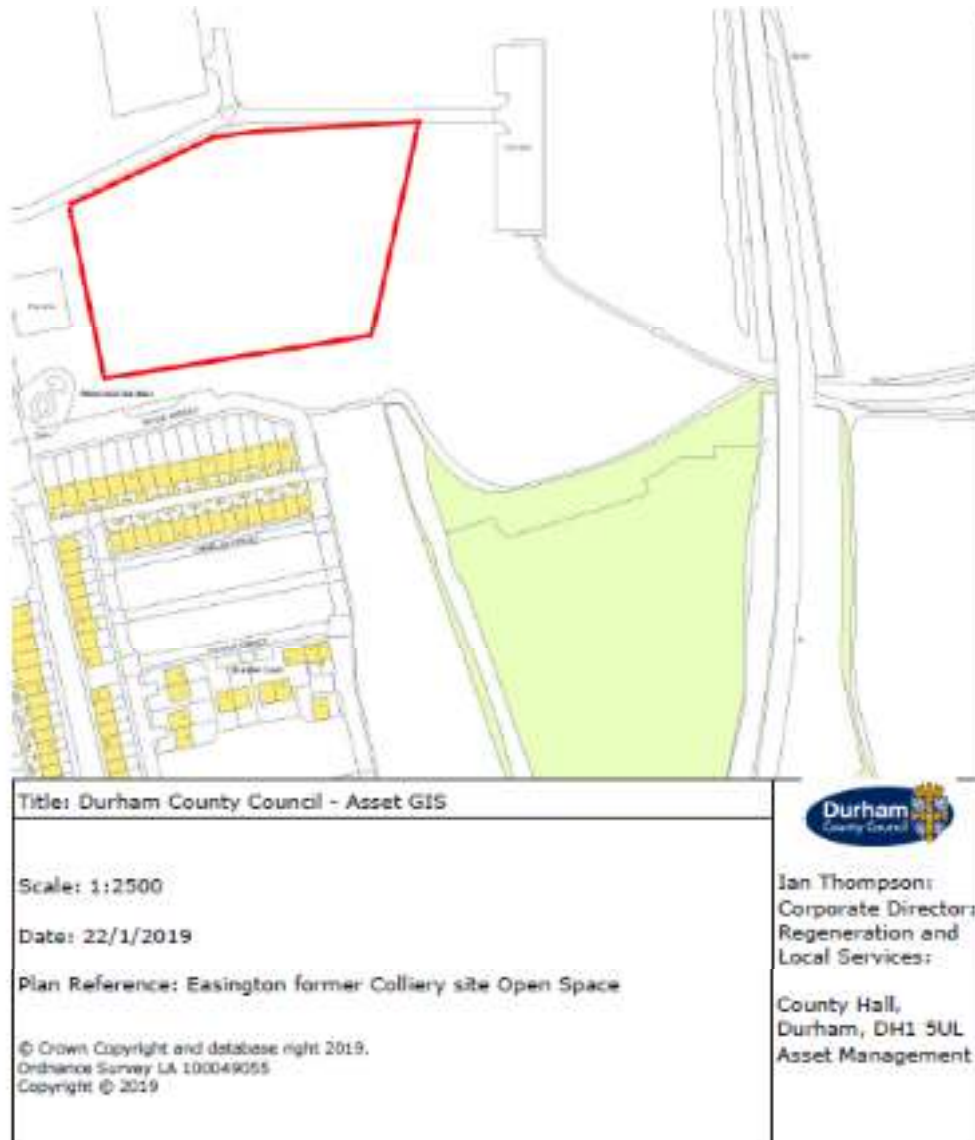 Title: Durham County Council - Asset GIS
Scale: 1:2500
Date: 22/1/2019
Plan Reference: Easington former Colliery site Open Space
© Crown Copyright and database right 2019.
Ordnance Survey LA 100049055
Copyright © 2019
Durham
County Council
Ian Thompson:
Corporate Director:
Regeneration and
Local Services:
County Hall,
Durham, DH1 5UL
Asset Management